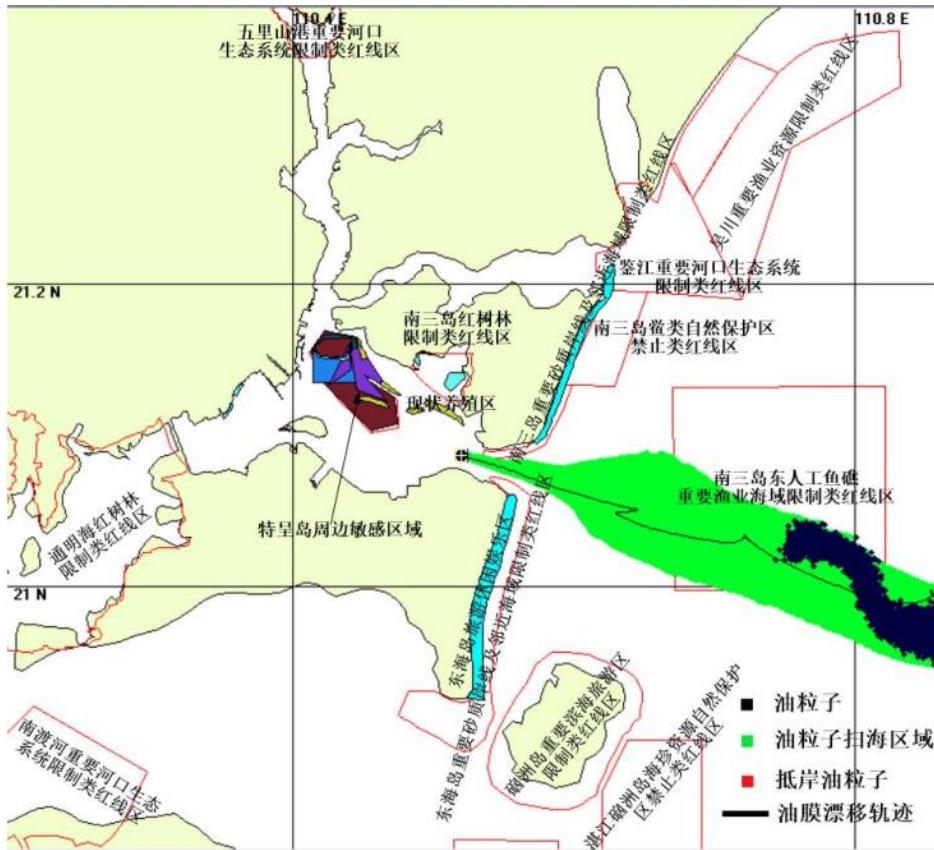 110.4 E
110.8 E
五里山港重要河口
生态系统限制类红线区
吴川重要渔业资源限制类红线区
21.2 N
鉴江重要河口生态系统
限制类红线区
南三岛红树林
限制类红线区
南三岛鲎类自然保护区
禁止类红线区
南三岛重要砂质岸线及邻近海域限制类红线区
现状养殖区
南三岛东人工鱼礁
重要渔业海域限制类红线区
特呈岛周边敏感区域
通明海红树林
限制类红线区
21 N
东海岛旅游休闲娱乐区
东海岛重要砂质岸线及邻近海域限制类红线区
硇洲岛重要滨海旅游区
限制类红线区
湛江硇洲岛海珍资源自然保护
区禁止类红线区
南渡河重要河口生态
系统限制类红线区
油粒子
油粒子扫海区域
抵岸油粒子
油膜漂移轨迹